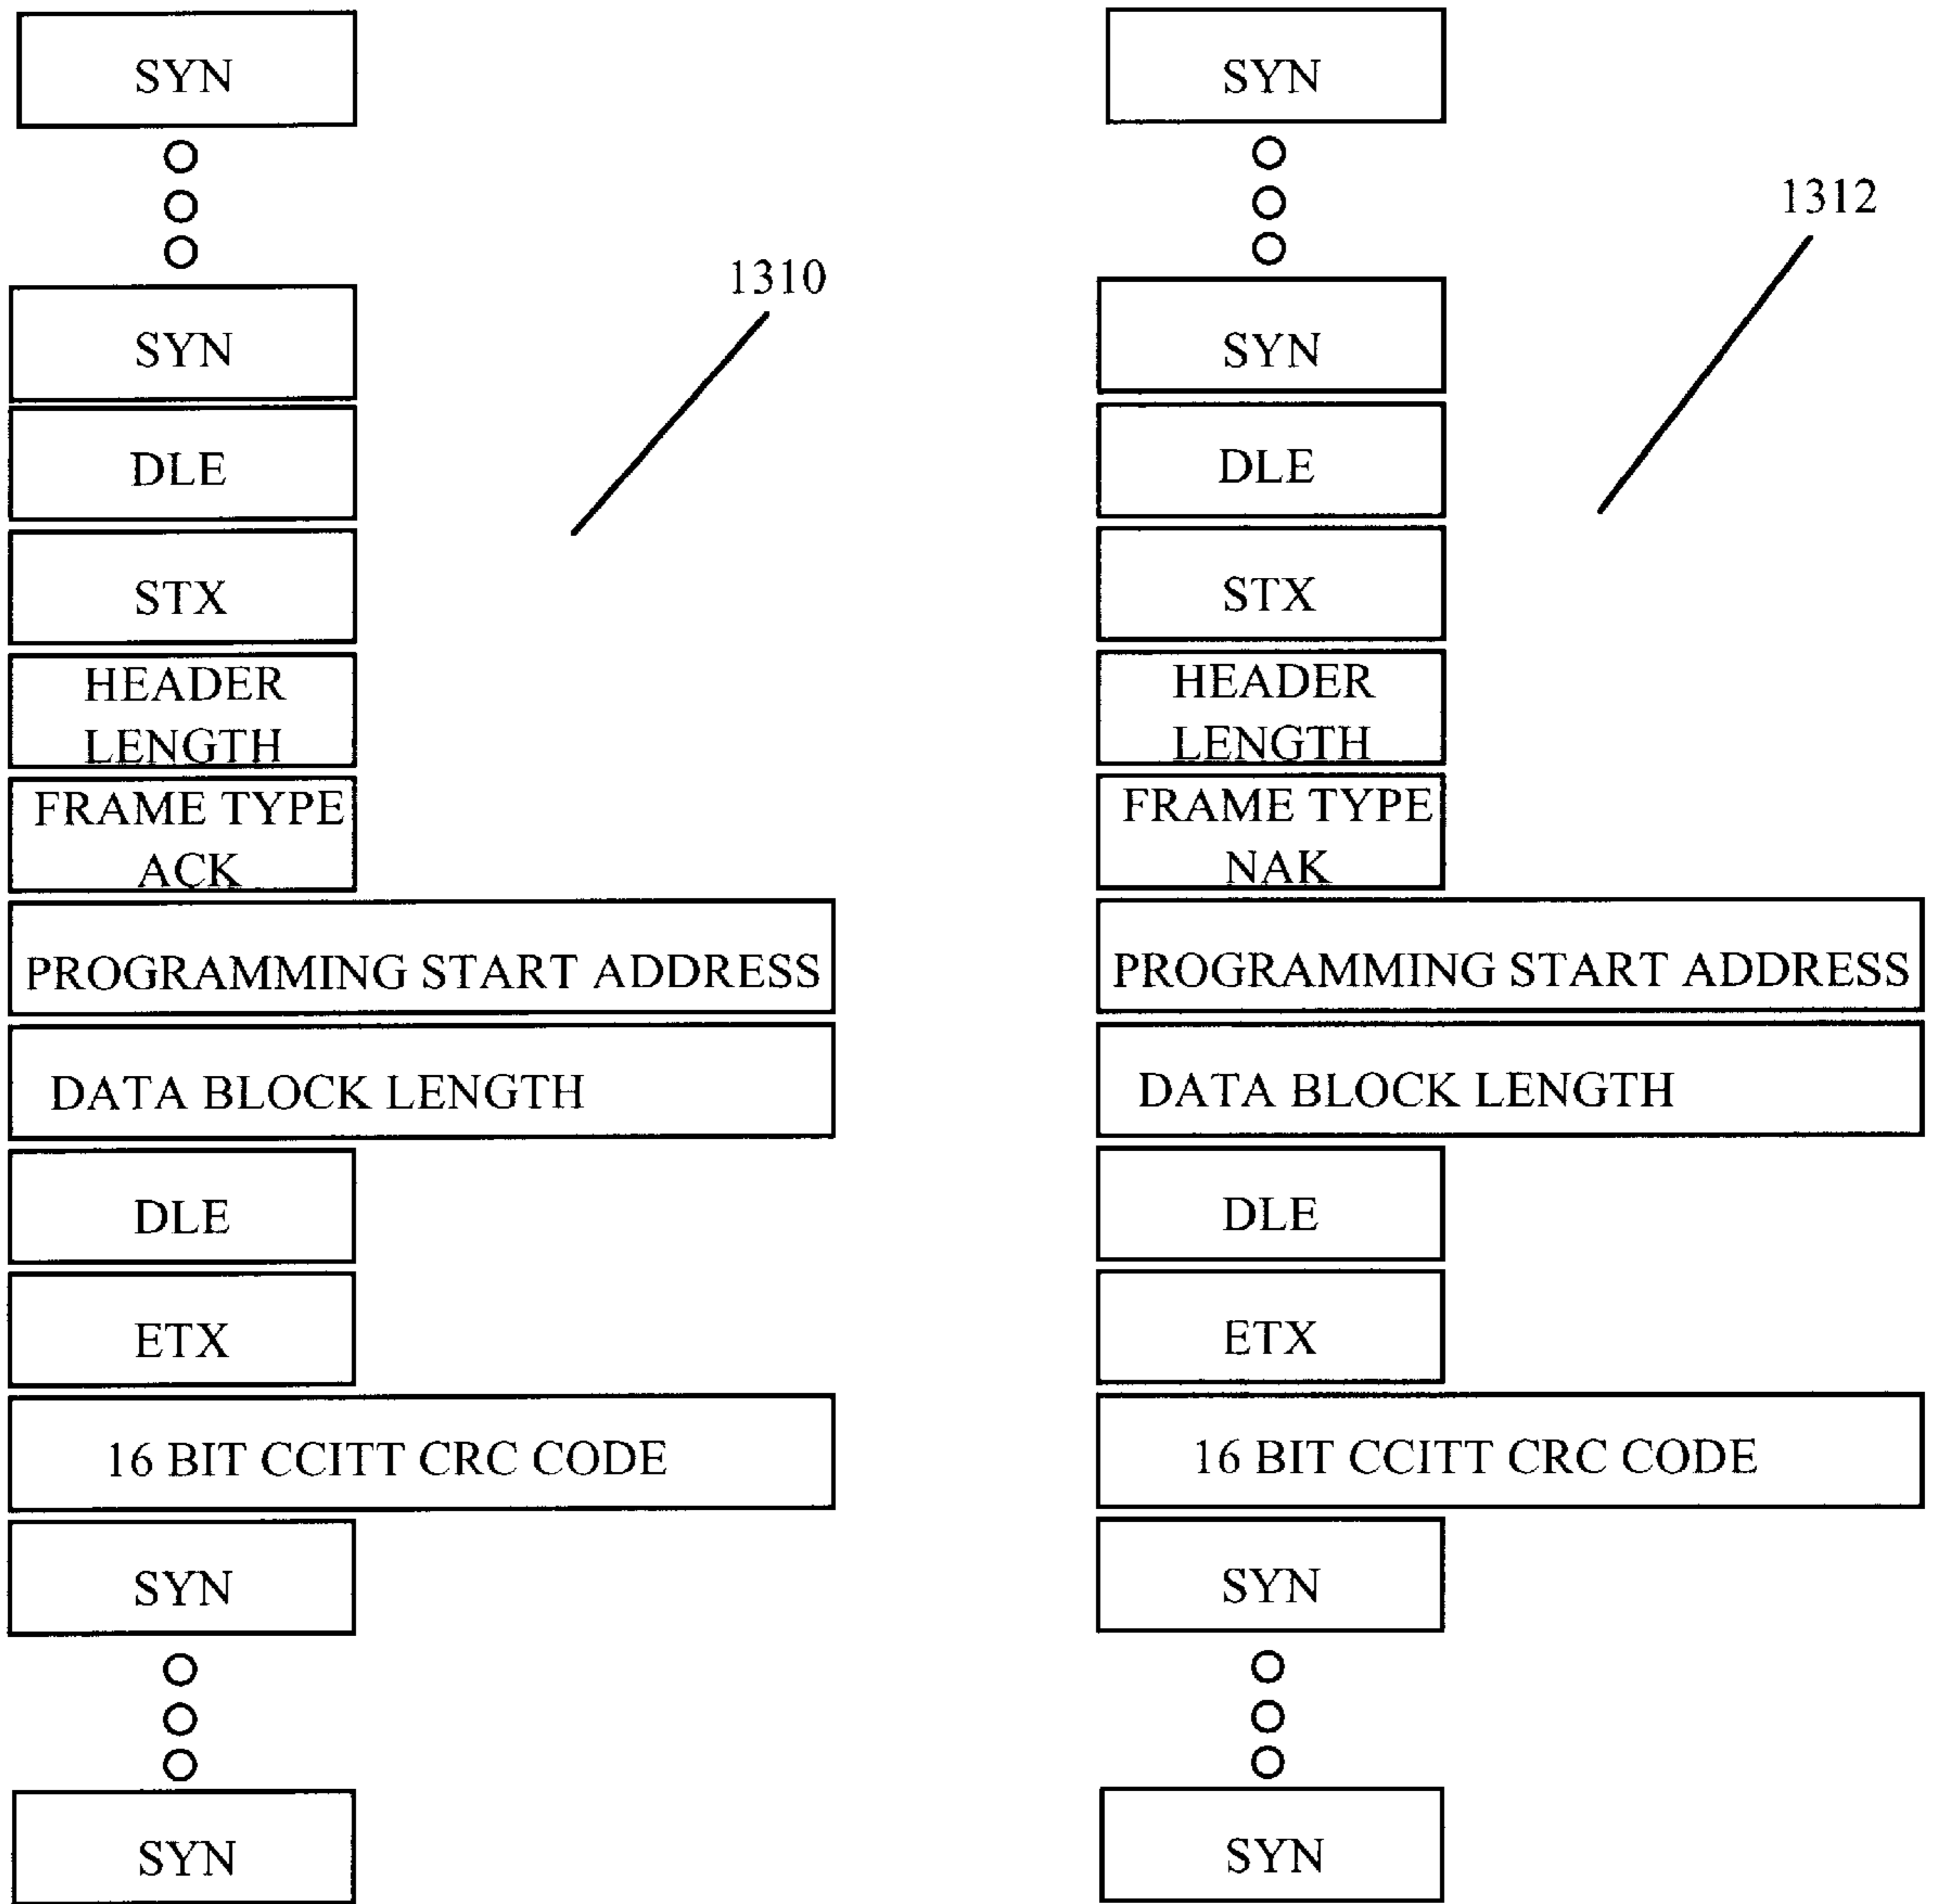 SYN
SYN
DLE
STX
HEADER
LENGTH
FRAME TYPE
ACK
PROGRAMMING START ADDRESS
DATA BLOCK LENGTH
DLE
ETX
16 BIT CCITT CRC CODE
SYN
SYN
1310
SYN
SYN
DLE
STX
HEADER
LENGTH
FRAME TYPE
NAK
PROGRAMMING START ADDRESS
DATA BLOCK LENGTH
DLE
ETX
16 BIT CCITT CRC CODE
SYN
SYN
1312